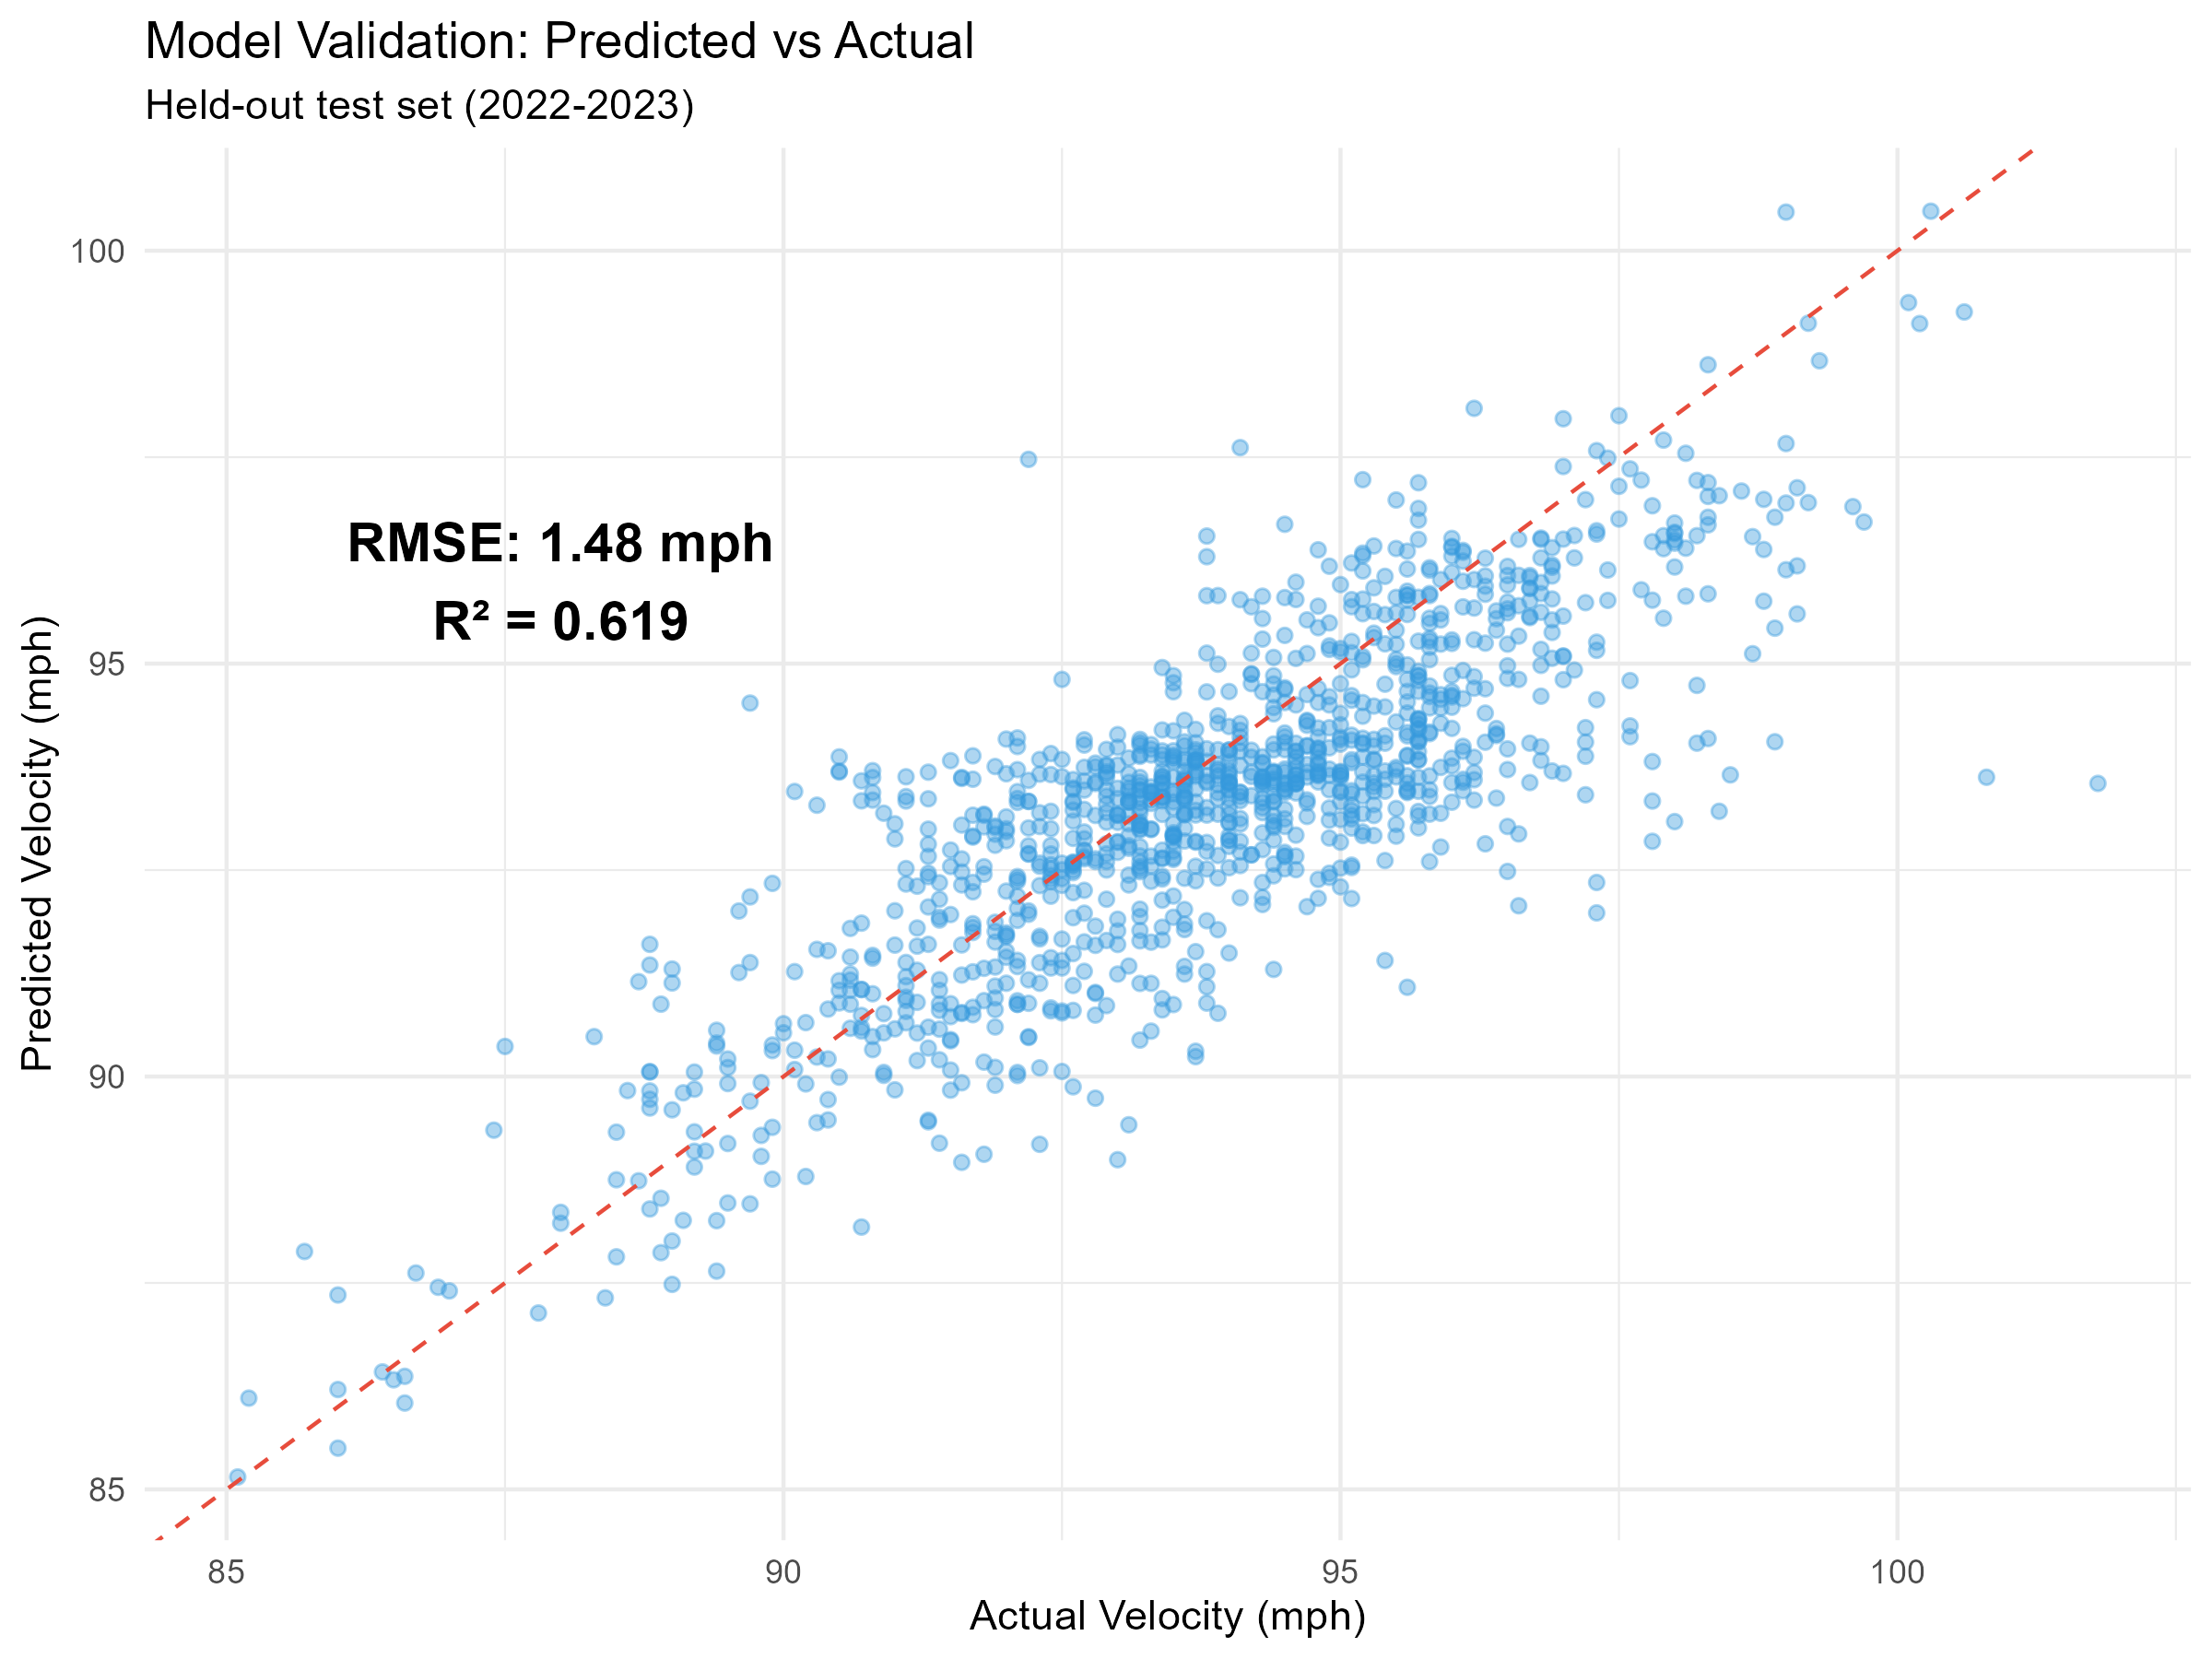 Model Validation: Predicted vs Actual
Held-out test set (2022-2023)
100
95
90
85
Predicted Velocity (mph)
RMSE: 1.48 mph
R² = 0.619
85
90
95
100
Actual Velocity (mph)